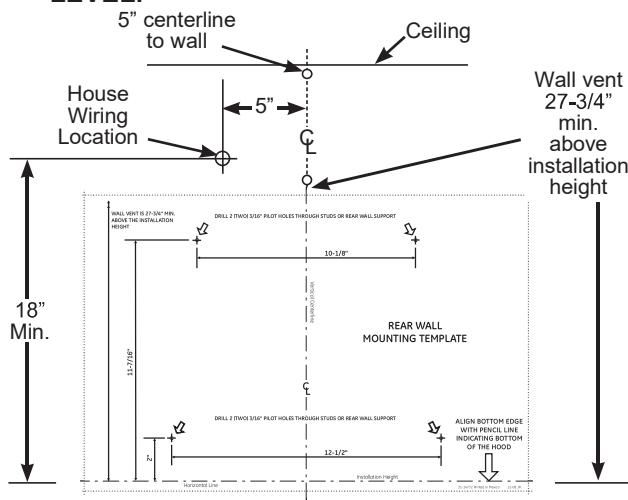 LEVEL.
5” centerline
to wall
Ceiling
House
Wiring
Location
5”
Wall vent
27-3/4”
min.
above
installation
height
CL
WALL VENT IS 27-3/4" MIN.
ABOVE THE INSTALLATION
HEIGHT
DRILL 2 (TWO) 3/16" PILOT HOLES THROUGH STUDS OR REAR WALL SUPPORT
10-1/8"
Vertical Centerline
18”
Min.
11-7/16"
REAR WALL
MOUNTING TEMPLATE
CL
DRILL 2 (TWO) 3/16" PILOT HOLES THROUGH STUDS OR REAR WALL SUPPORT
2"
12-1/2"
ALIGN BOTTOM EDGE
WITH PENCIL LINE
INDICATING BOTTOM
OF THE HOOD
Installation Height
Horizontal Line
Printed in Mexico